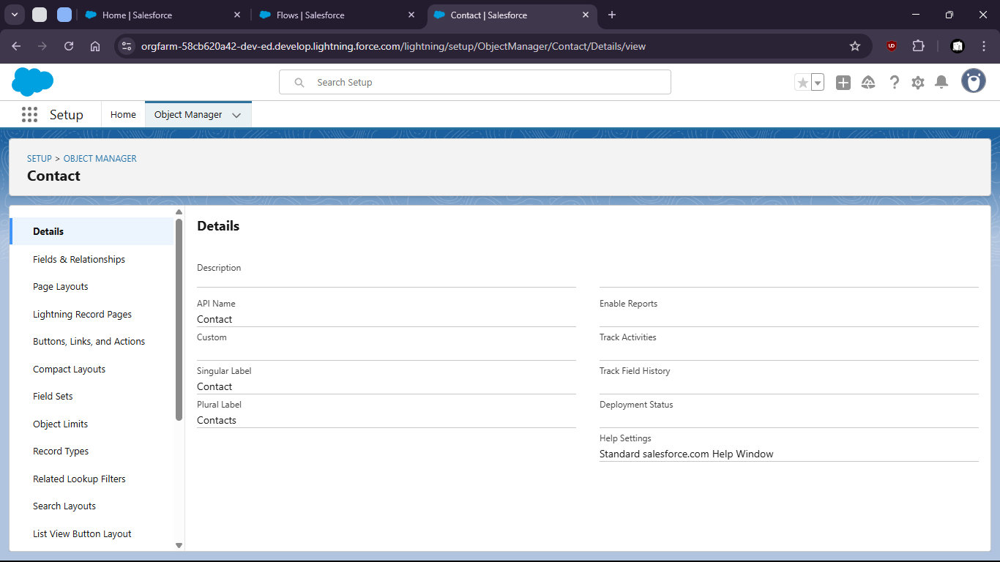 Home | Salesforce
Flows | Salesforce
Contact | Salesforce
orgfarm-58cb620a42-dev-ed.develop.lightning.force.com/lightning/setup/ObjectManager/Contact/Details/view
Search Setup
Setup
Home
Object Manager
SETUP > OBJECT MANAGER
Contact
Details
Fields & Relationships
Page Layouts
Lightning Record Pages
Buttons, Links, and Actions
Compact Layouts
Field Sets
Object Limits
Record Types
Related Lookup Filters
Search Layouts
List View Button Layout
Details
Description
API Name
Contact
Custom
Singular Label
Contact
Plural Label
Contacts
Enable Reports
Track Activities
Track Field History
Deployment Status
Help Settings
Standard salesforce.com Help Window